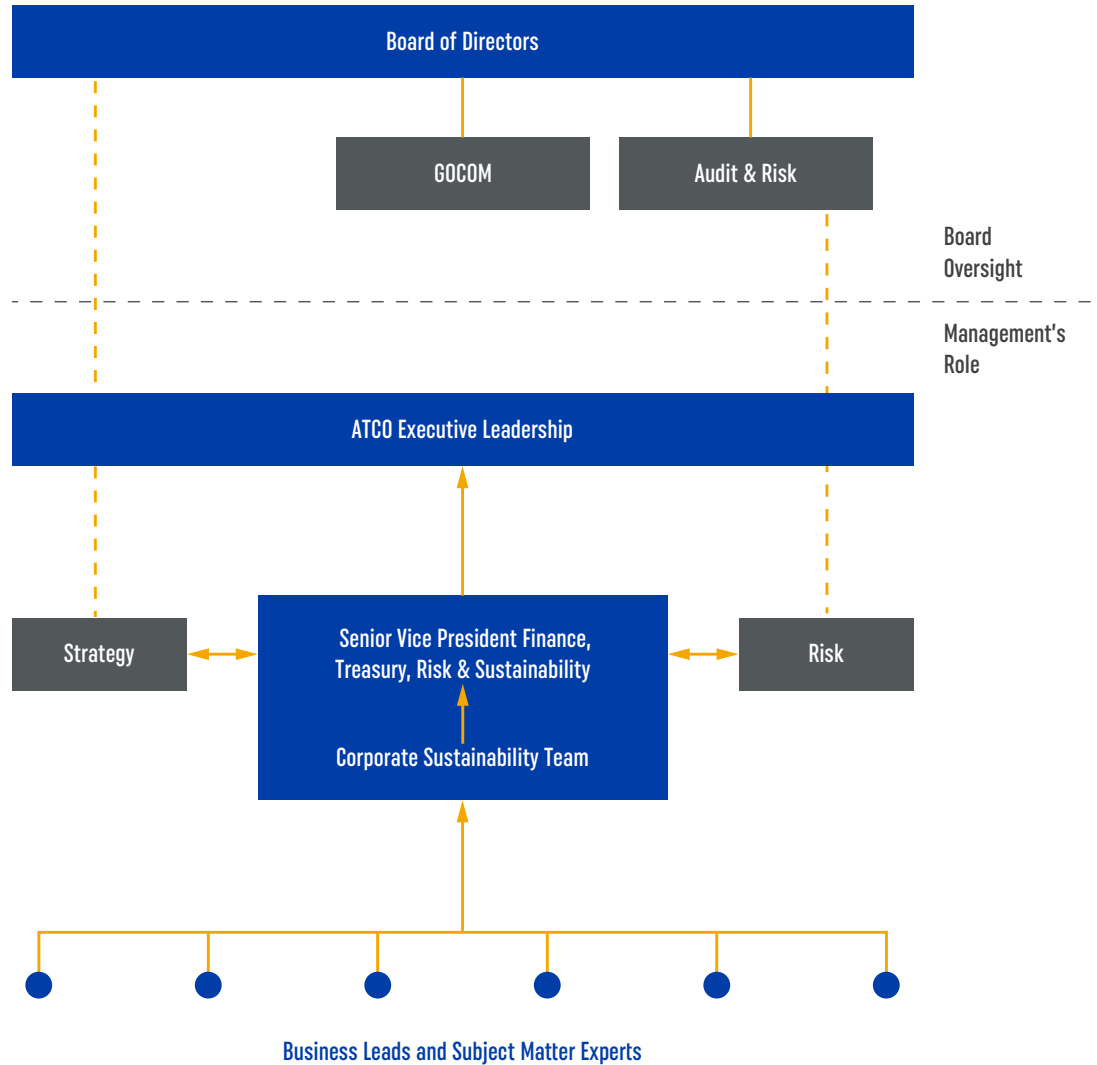 Board of Directors
GOCOM
Audit & Risk
Board
Oversight
Management's
Role
ATCO Executive Leadership
Strategy
Senior Vice President Finance,
Treasury, Risk & Sustainability
Risk
Corporate Sustainability Team
Business Leads and Subject Matter Experts